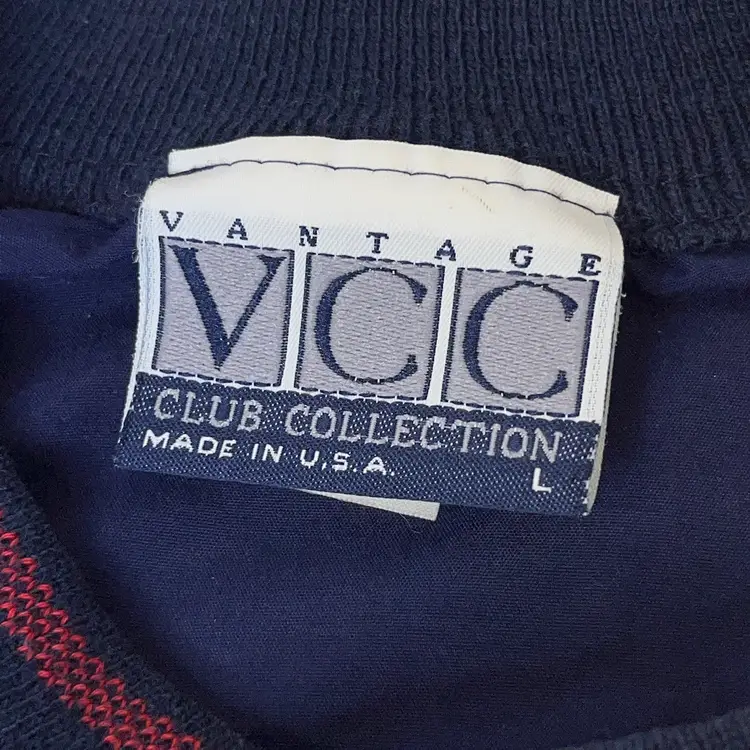 VANTAGE
VCC
CLUB COLLECTION
MADE IN U.S.A.
L